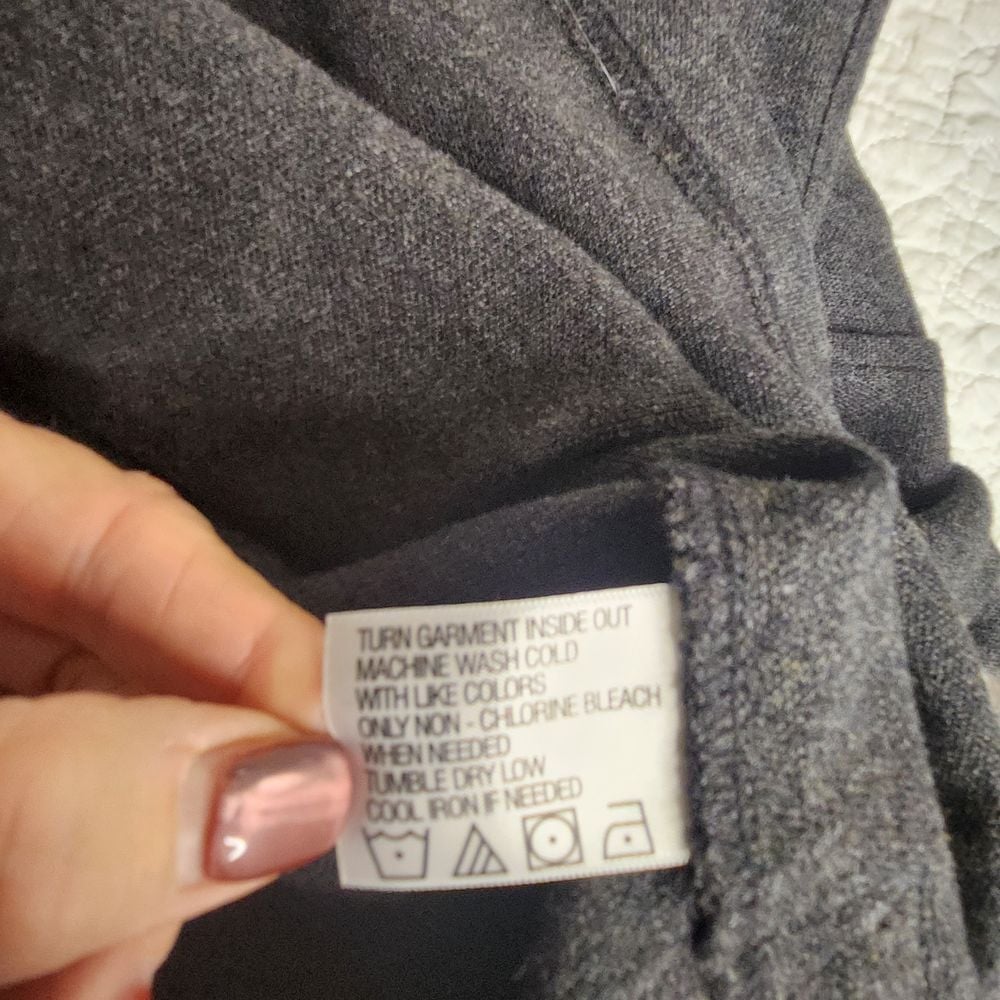 TURN GARMENT INSIDE OUT
MACHINE WASH COLD
WITH LIKE COLORS
ONLY NON - CHLORINE BLEACH
WHEN NEEDED
TUMBLE DRY LOW
COOL IRON IF NEEDED